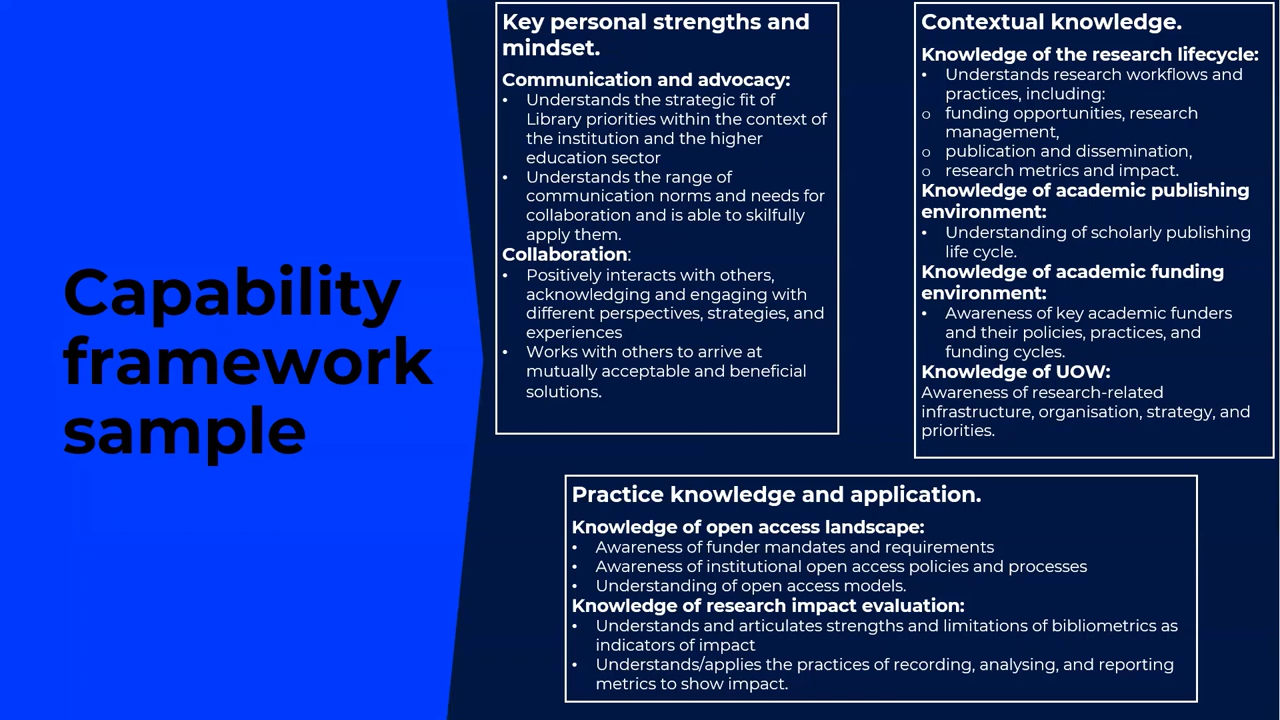 Capability
framework
sample
Key personal strengths and
mindset.
Communication and advocacy:
• Understands the strategic fit of
Library priorities within the context of
the institution and the higher
education sector
• Understands the range of
communication norms and needs for
collaboration and is able to skilfully
apply them.
Collaboration:
• Positively interacts with others,
acknowledging and engaging with
different perspectives, strategies, and
experiences
• Works with others to arrive at
mutually acceptable and beneficial
solutions.
Contextual knowledge.
Knowledge of the research lifecycle:
• Understands research workflows and
practices, including:
o funding opportunities, research
management,
o publication and dissemination,
o research metrics and impact.
Knowledge of academic publishing
environment:
• Understanding of scholarly publishing
life cycle.
Knowledge of academic funding
environment:
• Awareness of key academic funders
and their policies, practices, and
funding cycles.
Knowledge of UOW:
Awareness of research-related
infrastructure, organisation, strategy, and
priorities.
Practice knowledge and application.
Knowledge of open access landscape:
• Awareness of funder mandates and requirements
• Awareness of institutional open access policies and processes
• Understanding of open access models.
Knowledge of research impact evaluation:
• Understands and articulates strengths and limitations of bibliometrics as
indicators of impact
• Understands/applies the practices of recording, analysing, and reporting
metrics to show impact.